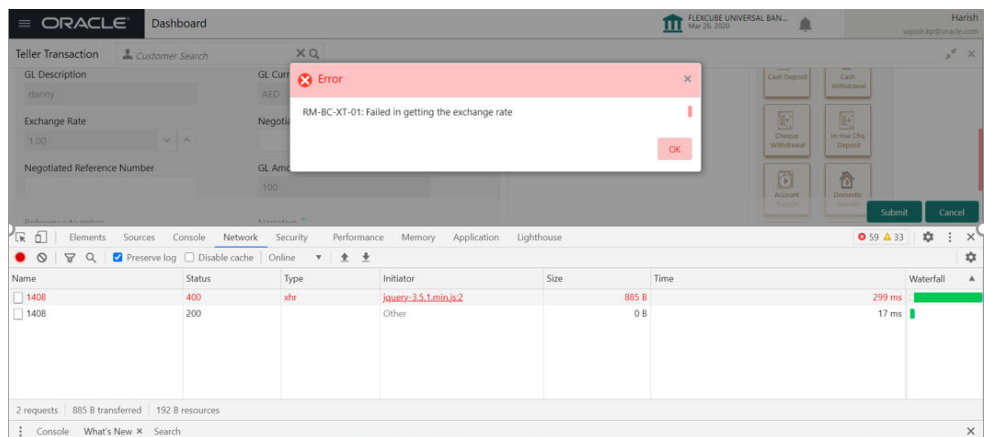 ORACLE Dashboard FLEXCUBE UNIVERSAL BAN... Harish
Mar 26, 2020 sajosh.kp@oracle.com
Teller Transaction Customer Search
GL Description GL Curr
danny AED
Error
RM-BC-XT-01: Failed in getting the exchange rate
OK
Exchange Rate Negotia
1.00
Negotiated Reference Number GL Amo
100
Reference Number Narrative *
Cash Deposit Cash Withdrawal
Cheque Withdrawal In-Hse Chq Deposit
Account Transfer Domestic Transfer
Submit Cancel
Elements Sources Console Network Security Performance Memory Application Lighthouse 59 33
Preserve log Disable cache Online
Name Status Type Initiator Size Time Waterfall
1408 400 xhr jquery-3.5.1.min.js:2 885 B 299 ms
1408 200 Other 0 B 17 ms
2 requests 885 B transferred 192 B resources
Console What's New × Search